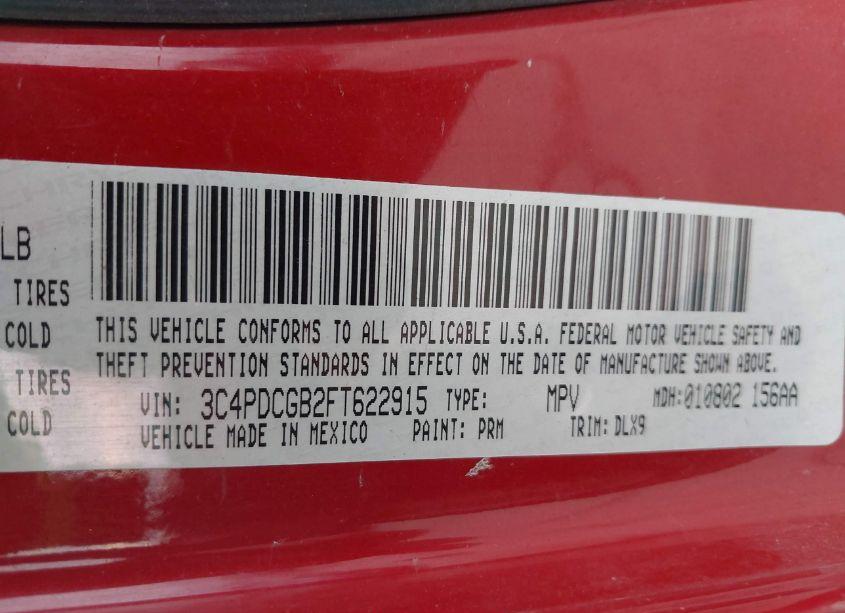 LB
TIRES
COLD
TIRES
COLD
THIS VEHICLE CONFORMS TO ALL APPLICABLE U.S.A. FEDERAL MOTOR VEHICLE SAFETY AND
THEFT PREVENTION STANDARDS IN EFFECT ON THE DATE OF MANUFACTURE SHOWN ABOVE.
VIN: 3C4PDCGB2FT622915 TYPE: MPV MDH:010802 156AA
VEHICLE MADE IN MEXICO PAINT: PRM TRIM: DLX9